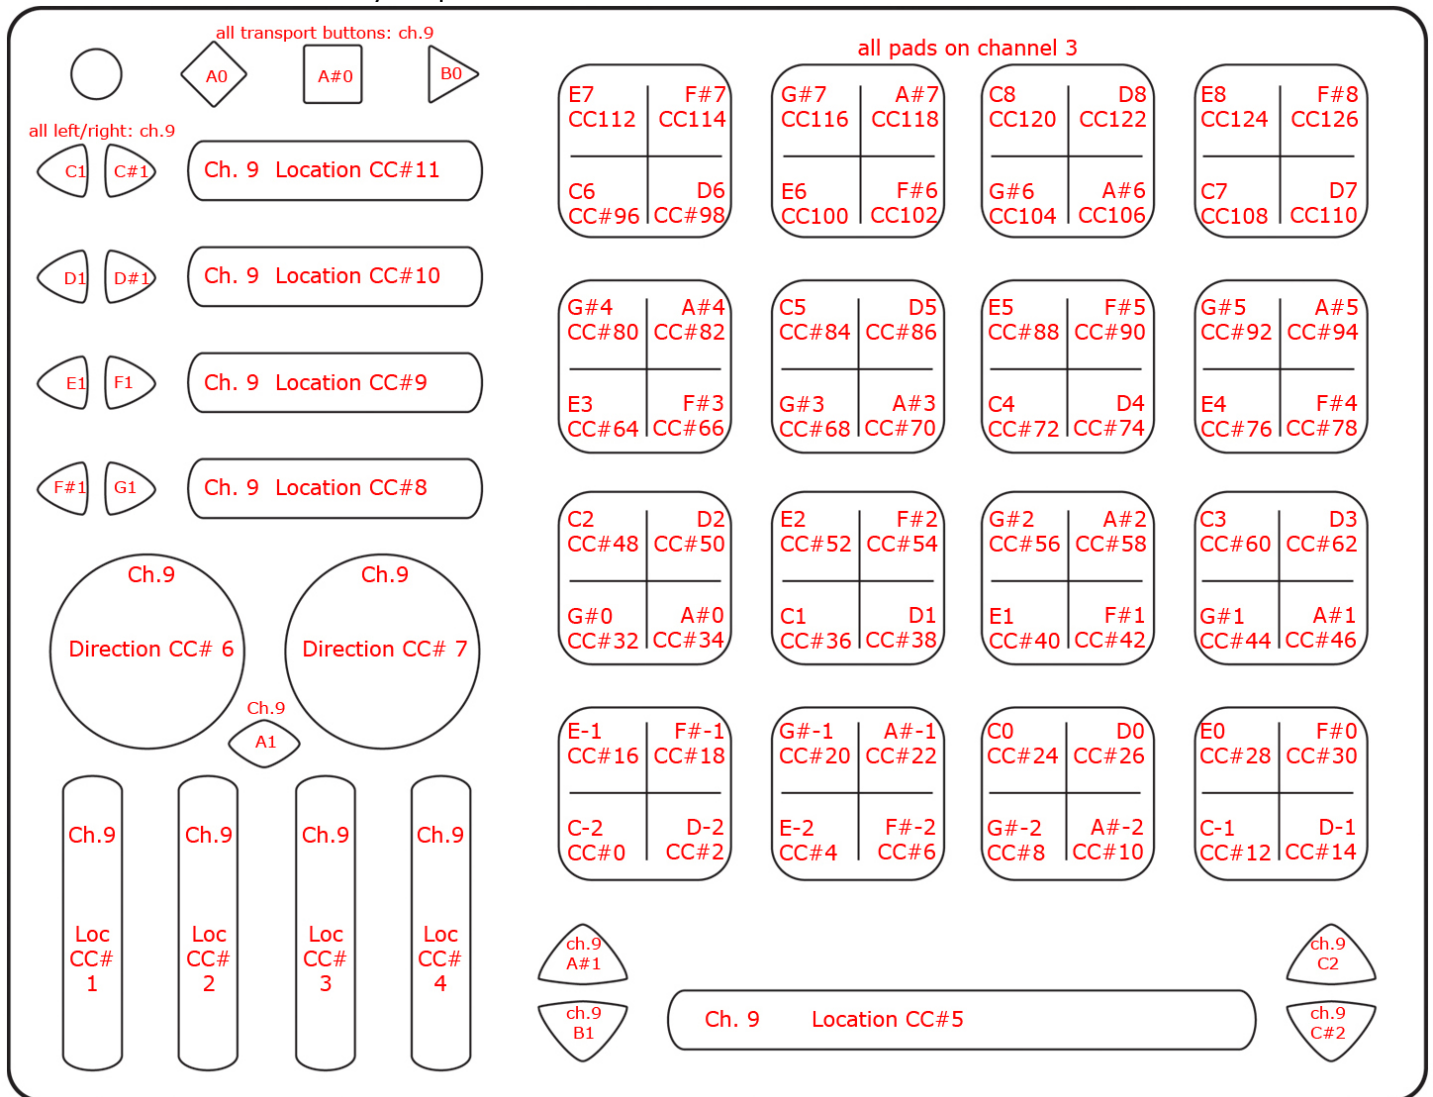 all transport buttons: ch.9
A0
A#0
B0
all left/right: ch.9
C1
C#1
Ch. 9 Location CC#11
D1
D#1
Ch. 9 Location CC#10
E1
F1
Ch. 9 Location CC#9
F#1
G1
Ch. 9 Location CC#8
Ch.9
Direction CC# 6
Ch.9
Direction CC# 7
Ch.9
A1
Ch.9
Loc
CC#
1
Ch.9
Loc
CC#
2
Ch.9
Loc
CC#
3
Ch.9
Loc
CC#
4
all pads on channel 3
E7 F#7
CC112 CC114
C6 D6
CC#96 CC#98
G#7 A#7
CC116 CC118
E6 F#6
CC100 CC102
C8 D8
CC120 CC122
G#6 A#6
CC104 CC106
E8 F#8
CC124 CC126
C7 D7
CC108 CC110
G#4 A#4
CC#80 CC#82
E3 F#3
CC#64 CC#66
C5 D5
CC#84 CC#86
G#3 A#3
CC#68 CC#70
E5 F#5
CC#88 CC#90
C4 D4
CC#72 CC#74
G#5 A#5
CC#92 CC#94
E4 F#4
CC#76 CC#78
C2 D2
CC#48 CC#50
G#0 A#0
CC#32 CC#34
E2 F#2
CC#52 CC#54
C1 D1
CC#36 CC#38
G#2 A#2
CC#56 CC#58
E1 F#1
CC#40 CC#42
C3 D3
CC#60 CC#62
G#1 A#1
CC#44 CC#46
E-1 F#-1
CC#16 CC#18
C-2 D-2
CC#0 CC#2
G#-1 A#-1
CC#20 CC#22
E-2 F#-2
CC#4 CC#6
C0 D0
CC#24 CC#26
G#-2 A#-2
CC#8 CC#10
E0 F#0
CC#28 CC#30
C-1 D-1
CC#12 CC#14
ch.9
A#1
ch.9
B1
Ch. 9 Location CC#5
ch.9
C2
ch.9
C#2